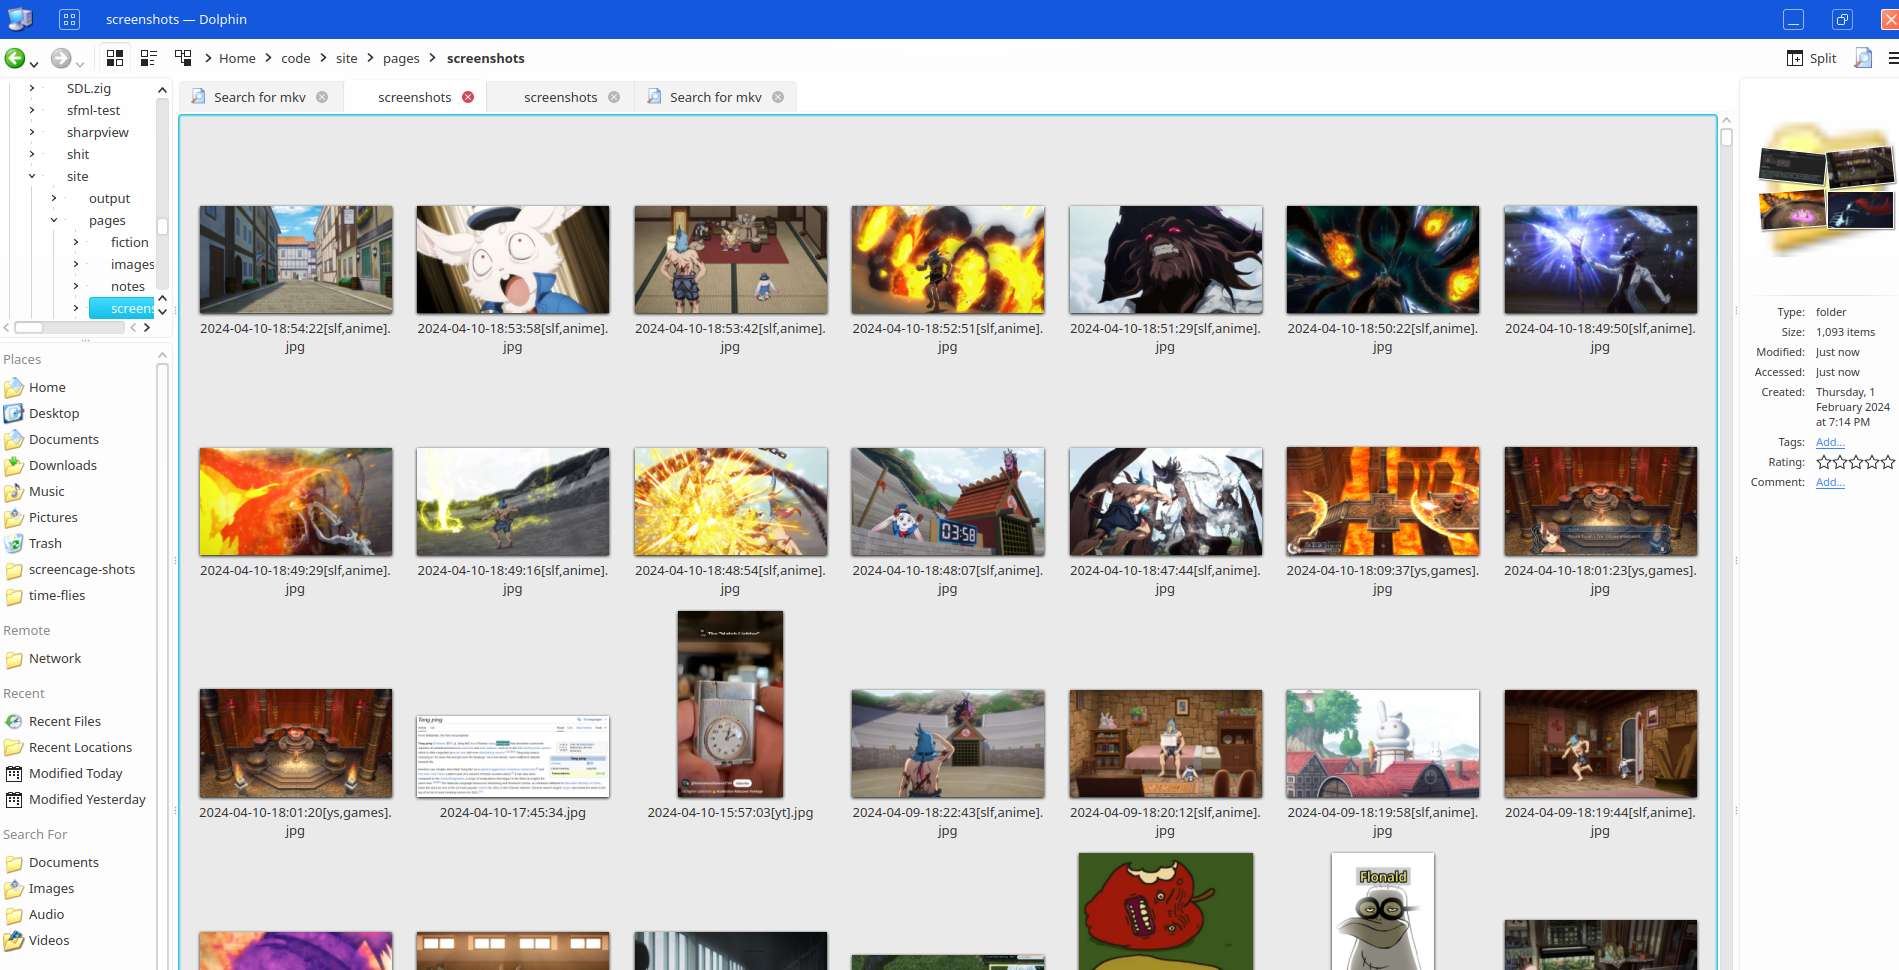 screenshots — Dolphin
Home
code
site
pages
screenshots
Split
SDL.zig
sfml-test
sharpview
shit
site
output
pages
fiction
images
notes
screens
Search for mkv
screenshots
screenshots
Search for mkv
Places
Home
Desktop
Documents
Downloads
Music
Pictures
Trash
screencage-shots
time-flies
Remote
Network
Recent
Recent Files
Recent Locations
Modified Today
Modified Yesterday
Search For
Documents
Images
Audio
Videos
2024-04-10-18:54:22[slf,anime].
jpg
2024-04-10-18:53:58[slf,anime].
jpg
2024-04-10-18:53:42[slf,anime].
jpg
2024-04-10-18:52:51[slf,anime].
jpg
2024-04-10-18:51:29[slf,anime].
jpg
2024-04-10-18:50:22[slf,anime].
jpg
2024-04-10-18:49:50[slf,anime].
jpg
03:58
2024-04-10-18:49:29[slf,anime].
jpg
2024-04-10-18:49:16[slf,anime].
jpg
2024-04-10-18:48:54[slf,anime].
jpg
2024-04-10-18:48:07[slf,anime].
jpg
2024-04-10-18:47:44[slf,anime].
jpg
2024-04-10-18:09:37[ys,games].
jpg
2024-04-10-18:01:23[ys,games].
jpg
Tang ping
2024-04-10-18:01:20[ys,games].
jpg
2024-04-10-17:45:34.jpg
2024-04-10-15:57:03[yt].jpg
2024-04-09-18:22:43[slf,anime].
jpg
2024-04-09-18:20:12[slf,anime].
jpg
2024-04-09-18:19:58[slf,anime].
jpg
2024-04-09-18:19:44[slf,anime].
jpg
Flonald
Type: folder
Size: 1,093 items
Modified: Just now
Accessed: Just now
Created: Thursday, 1
February 2024
at 7:14 PM
Tags: Add...
Rating:
Comment: Add...